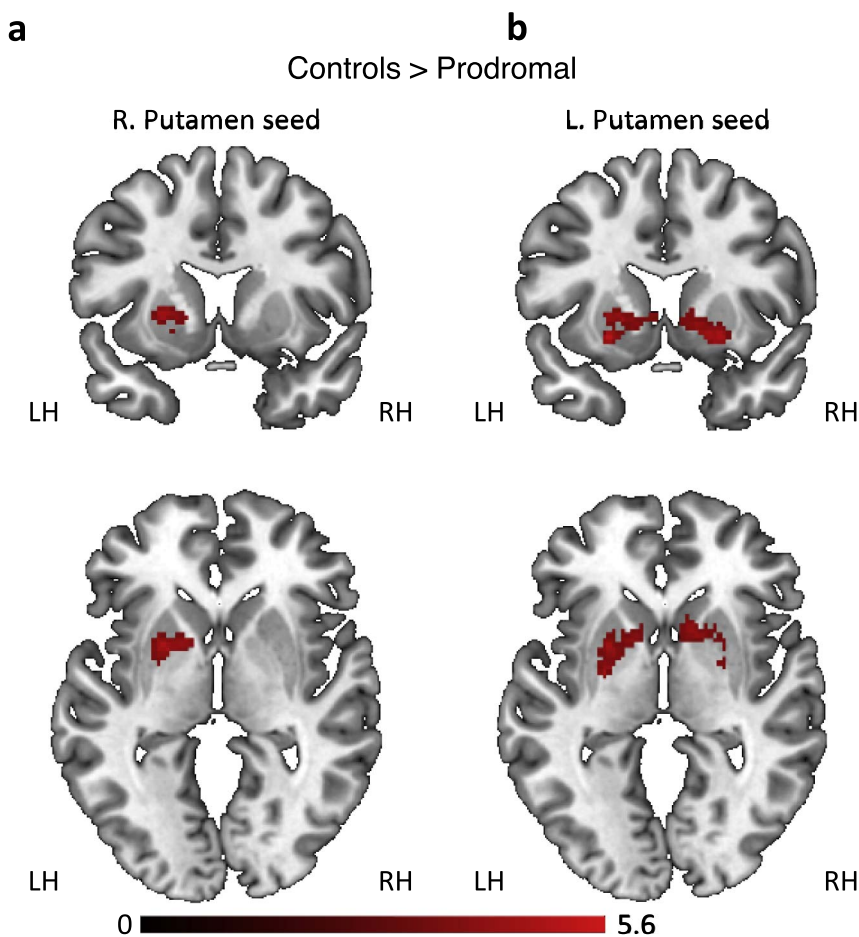 a b
Controls > Prodromal
R. Putamen seed L. Putamen seed
LH RH LH RH
LH RH LH RH
0 5.6